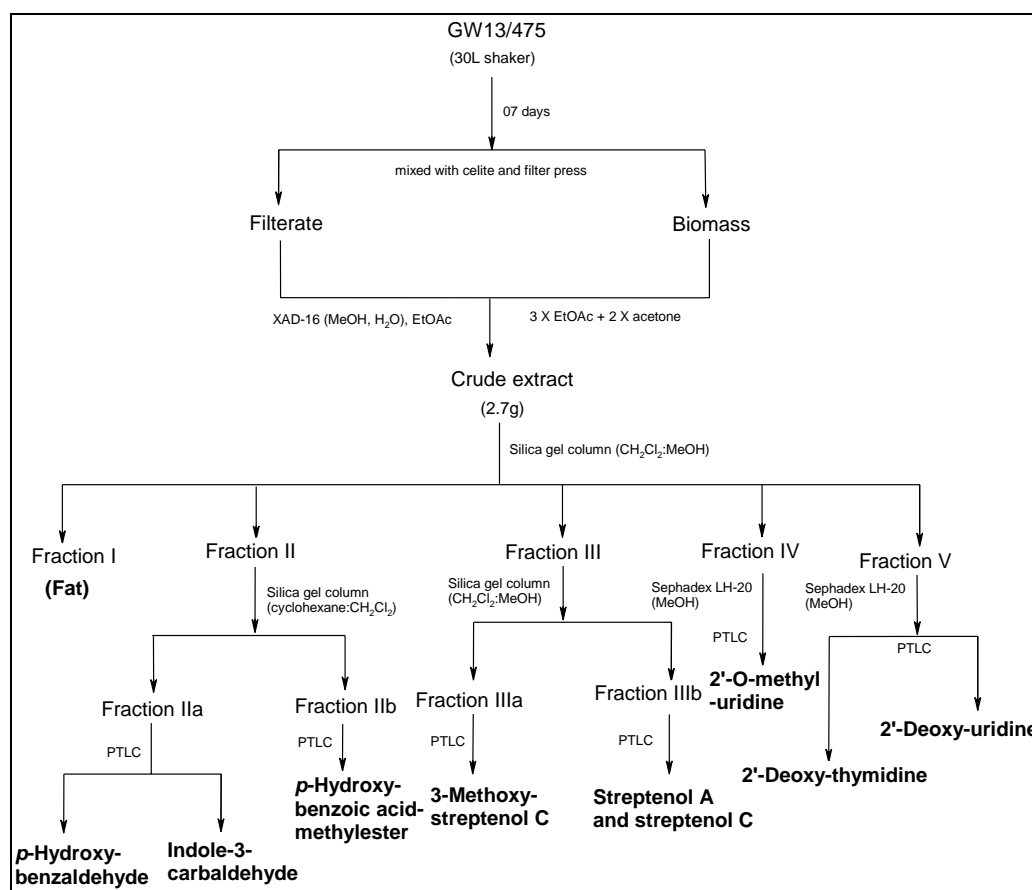 GW13/475
(30L shaker)
07 days
mixed with celite and filter press
Filterate
Biomass
XAD-16 (MeOH, H₂O), EtOAc
3 X EtOAc + 2 X acetone
Crude extract
(2.7g)
Silica gel column (CH₂Cl₂:MeOH)
Fraction I
(Fat)
Fraction II
Silica gel column
(cyclohexane:CH₂Cl₂)
Fraction III
Silica gel column
(CH₂Cl₂:MeOH)
Fraction IV
Sephadex LH-20
(MeOH)
PTLC
2'-O-methyl
-uridine
Fraction V
Sephadex LH-20
(MeOH)
PTLC
2'-Deoxy-thymidine
2'-Deoxy-uridine
Fraction IIa
PTLC
p-Hydroxy-
benzaldehyde
Indole-3-
carbaldehyde
Fraction IIb
PTLC
p-Hydroxy-
benzoic acid-
methylester
Fraction IIIa
PTLC
3-Methoxy-
streptenol C
Fraction IIIb
PTLC
Streptenol A
and streptenol C